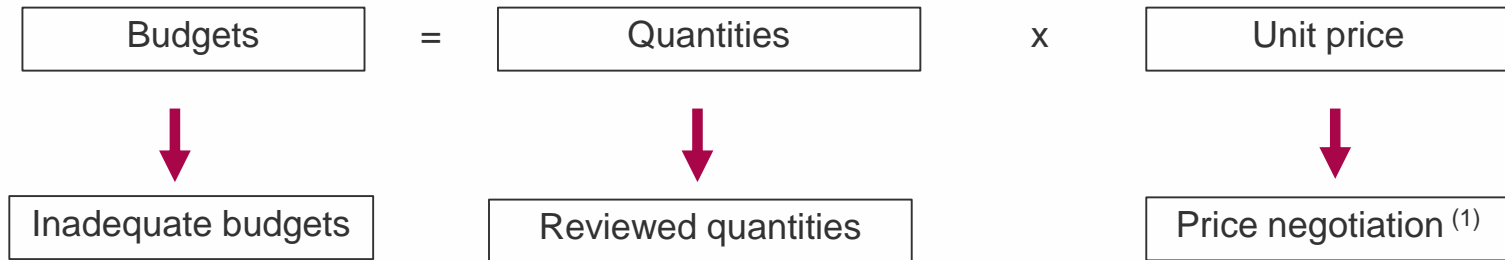 Budgets = Quantities x Unit price
Inadequate budgets Reviewed quantities Price negotiation (1)